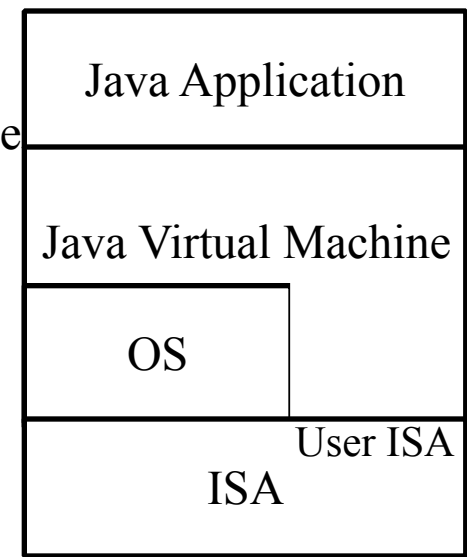 Java Application
e
Java Virtual Machine
OS
User ISA
ISA